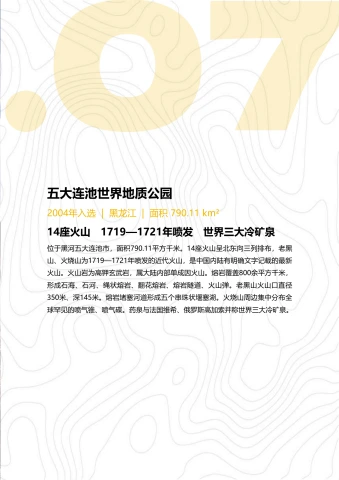 .07
五大连池世界地质公园
2004年入选 | 黑龙江 | 面积 790.11 km²
14座火山 1719—1721年喷发 世界三大冷矿泉
位于黑河五大连池市，面积790.11平方千米。14座火山呈北东向三列排布，老黑
山、火烧山为1719—1721年喷发的近代火山，是中国内陆有明确文字记载的最新
火山。火山岩为高钾玄武岩，属大陆内部单成因火山。熔岩覆盖800余平方千米，
形成石海、石河、绳状熔岩、翻花熔岩、熔岩隧道、火山弹。老黑山火山口直径
350米、深145米。熔岩堵塞河道形成五个串珠状堰塞湖。火烧山周边集中分布全
球罕见的喷气锥、喷气碟。药泉与法国维希、俄罗斯高加索并称世界三大冷矿泉。